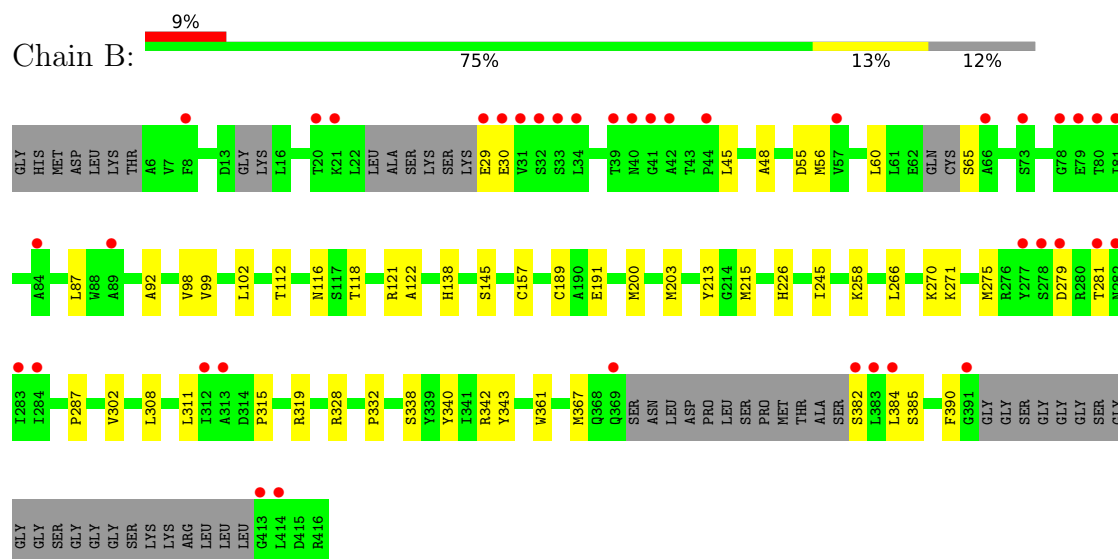 9%
Chain B:
75% 13% 12%
GLY HIS MET ASP LEU LYS THR A6 V7 F8 D13 GLY LYS L16 T20 K21 L22 LEU ALA SER LYS SER LYS E29 E30 V31 S32 S33 L34 T39 N40 G41 A42 T43 P44 L45 A48 D55 M56 V57 L60 L61 E62 GLN CYS S65 A66 S73 G78 E79 T80 I81
A84 L87 W88 A89 A92 V98 V99 L102 T112 N116 S117 T118 R121 A122 H138 S145 C157 C189 A190 E191 M200 M203 Y213 G214 M215 H226 I245 K258 L266 K270 K271 M275 R276 Y277 S278 D279 R280 T281 N282
I283 I284 P287 V302 L308 L311 I312 A313 D314 P315 R319 R328 P332 S338 Y339 Y340 I341 R342 Y343 W361 M367 Q368 Q369 SER ASN LEU ASP PRO LEU SER PRO MET THR ALA SER S382 L383 L384 S385 F390 G391 GLY GLY SER GLY GLY GLY SER GLY
GLY GLY SER GLY GLY GLY SER LYS LYS ARG LEU LEU LEU G413 L414 D415 R416